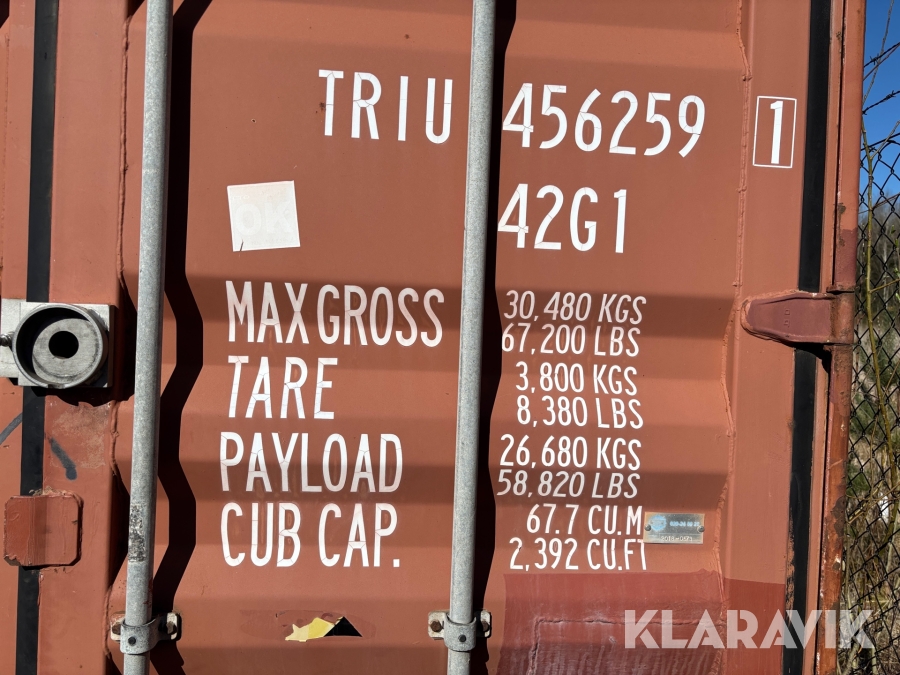 TRIU 456259 1
42G1
OK
MAX GROSS 30,480 KGS
67,200 LBS
TARE 3,800 KGS
8,380 LBS
PAYLOAD 26,680 KGS
58,820 LBS
CUB CAP. 67.7 CU.M
2,392 CU.FT
KLARAVIK